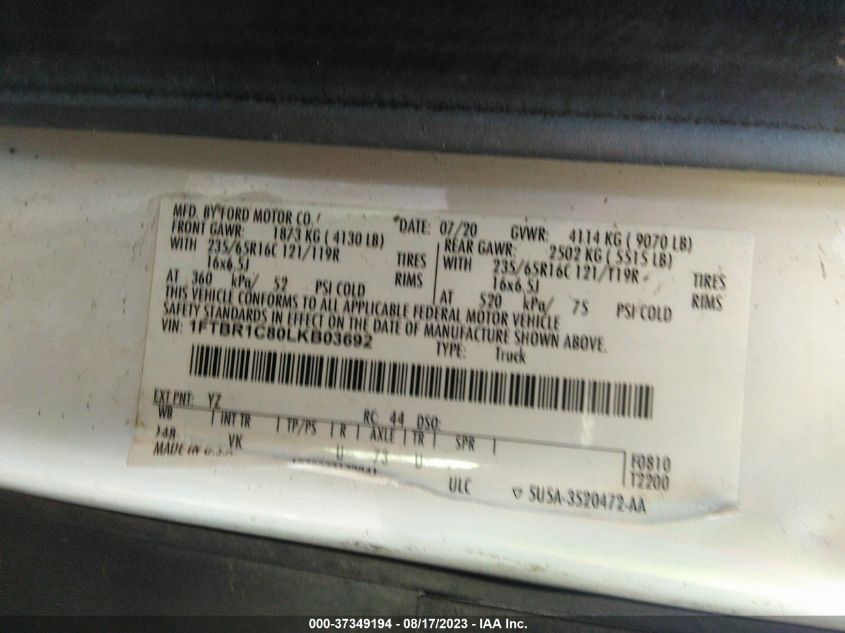 MFD. BY FORD MOTOR CO. DATE: 07/20 GVWR: 4114 KG ( 9070 LB)
FRONT GAWR: 1873 KG ( 4130 LB) REAR GAWR: 2502 KG ( 5515 LB)
WITH 235/65R16C 121/119R TIRES WITH 235/65R16C 121/119R TIRES
16x6.5J RIMS 16x6.5J RIMS
AT 360 kPa/ 52 PSI COLD AT 520 kPa/ 75 PSI COLD
THIS VEHICLE CONFORMS TO ALL APPLICABLE FEDERAL MOTOR VEHICLE
SAFETY STANDARDS IN EFFECT ON THE DATE OF MANUFACTURE SHOWN ABOVE.
VIN: 1FTBR1C80LKB03692 TYPE: Truck
EXT PNT: YZ RC: 44 DSO:
WB | INT TR | TP/PS | R | AXLE | TR | SPR |
148 VK U 73 U
F0810
T2200
MADE IN U.S.A.
ULC ▽ 5U5A-3520472-AA
000-37349194 - 08/17/2023 - IAA Inc.